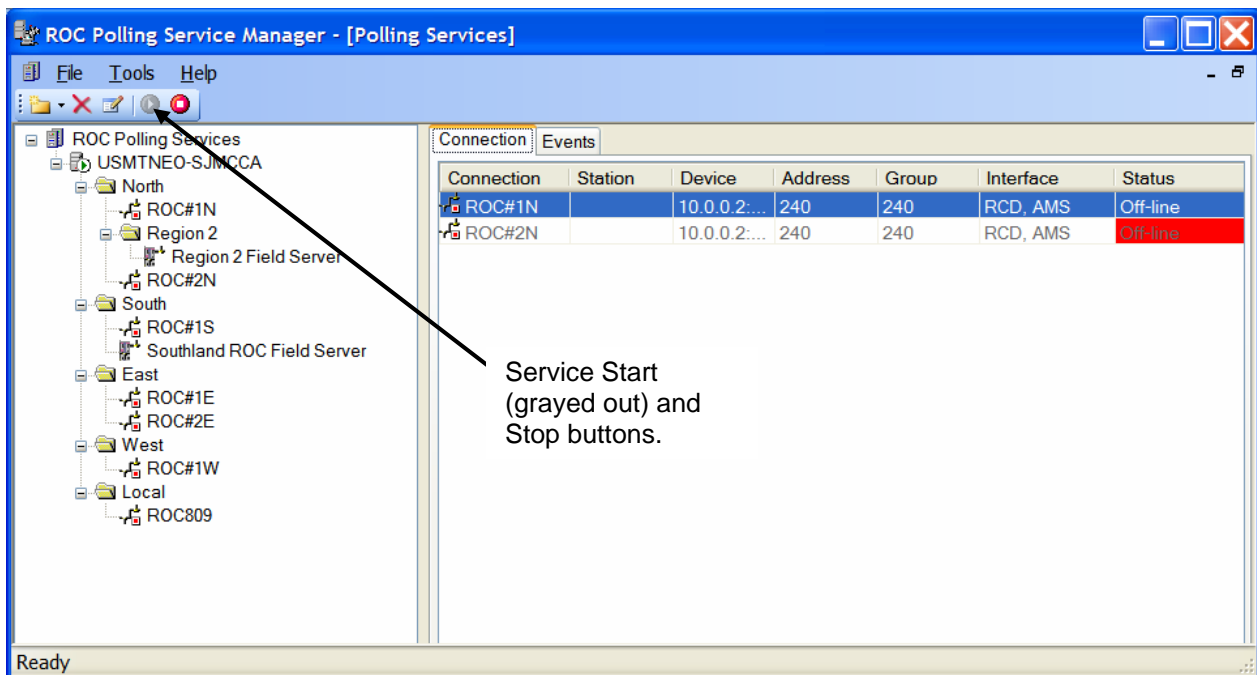 ROC Polling Service Manager - [Polling Services]
File Tools Help
ROC Polling Services
USMTNEO-SJMCCA
North
ROC#1N
Region 2
Region 2 Field Server
ROC#2N
South
ROC#1S
Southland ROC Field Server
East
ROC#1E
ROC#2E
West
ROC#1W
Local
ROC809
Connection Events
Connection Station Device Address Group Interface Status
ROC#1N 10.0.0.2:... 240 240 RCD, AMS Off-line
ROC#2N 10.0.0.2:... 240 240 RCD, AMS Off-line
Service Start
(grayed out) and
Stop buttons.
Ready